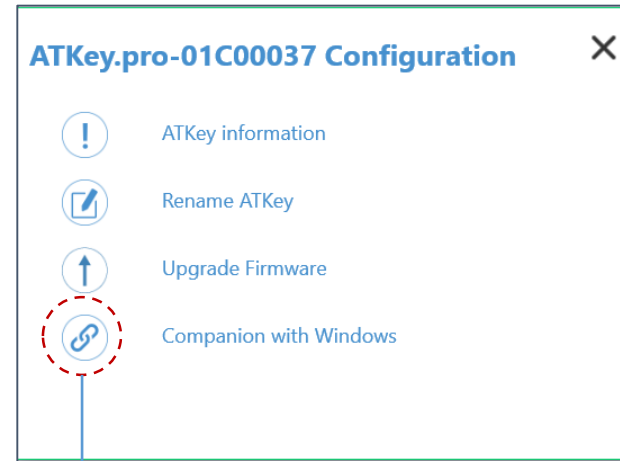 ATKey.pro-01C00037 Configuration
ATKey information
Rename ATKey
Upgrade Firmware
Companion with Windows